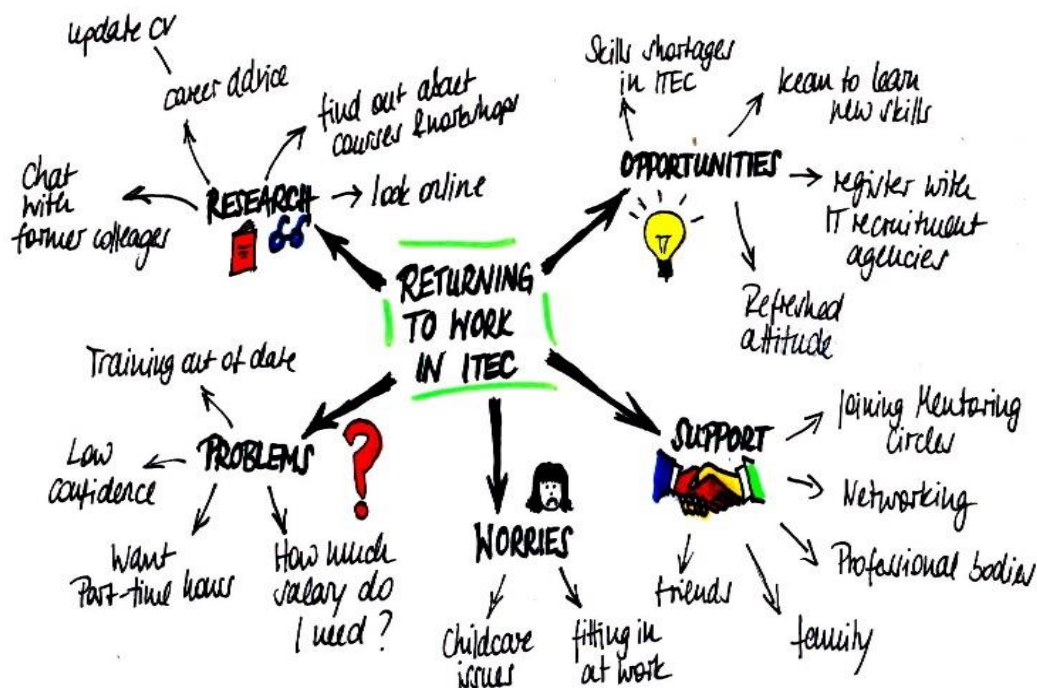 update CV
career advice
find out about
courses & workshops
Chat
with
former colleages
RESEARCH
look online
Skills shortages
in ITEC
kean to learn
new skills
OPPORTUNITIES
register with
IT recruitment
agencies
Refreshed
attitude
RETURNING
TO WORK
IN ITEC
Training out of date
PROBLEMS
Low
confidence
Want
Part-time hours
How much
salary do
I need?
?
WORRIES
Childcare
issues
fitting in
at work
SUPPORT
Joining Mentoring
Circles
Networking
Professional bodies
family
friends